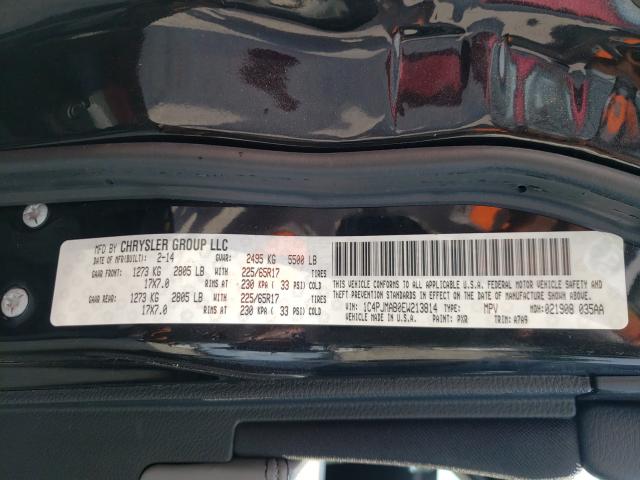 MFD BY CHRYSLER GROUP LLC
DATE OF MFR(BUILT): 2-14 GVWR: 2495 KG 5500 LB
GAWR FRONT: 1273 KG 2805 LB WITH 225/65R17 TIRES
17X7.0 RIMS AT 230 KPA ( 33 PSI) COLD
GAWR REAR: 1273 KG 2805 LB WITH 225/65R17 TIRES
17X7.0 RIMS AT 230 KPA ( 33 PSI) COLD
THIS VEHICLE CONFORMS TO ALL APPLICABLE U.S.A. FEDERAL MOTOR VEHICLE SAFETY,
BUMPER, AND THEFT PREVENTION STANDARDS IN EFFECT ON THE DATE OF MANUFACTURE SHOWN ABOVE.
VIN: 1C4PJMAB0EW213814 TYPE: MPV MDH: 021908 035AA
MADE IN U.S.A. PAINT: PXR TRIM: A7A9